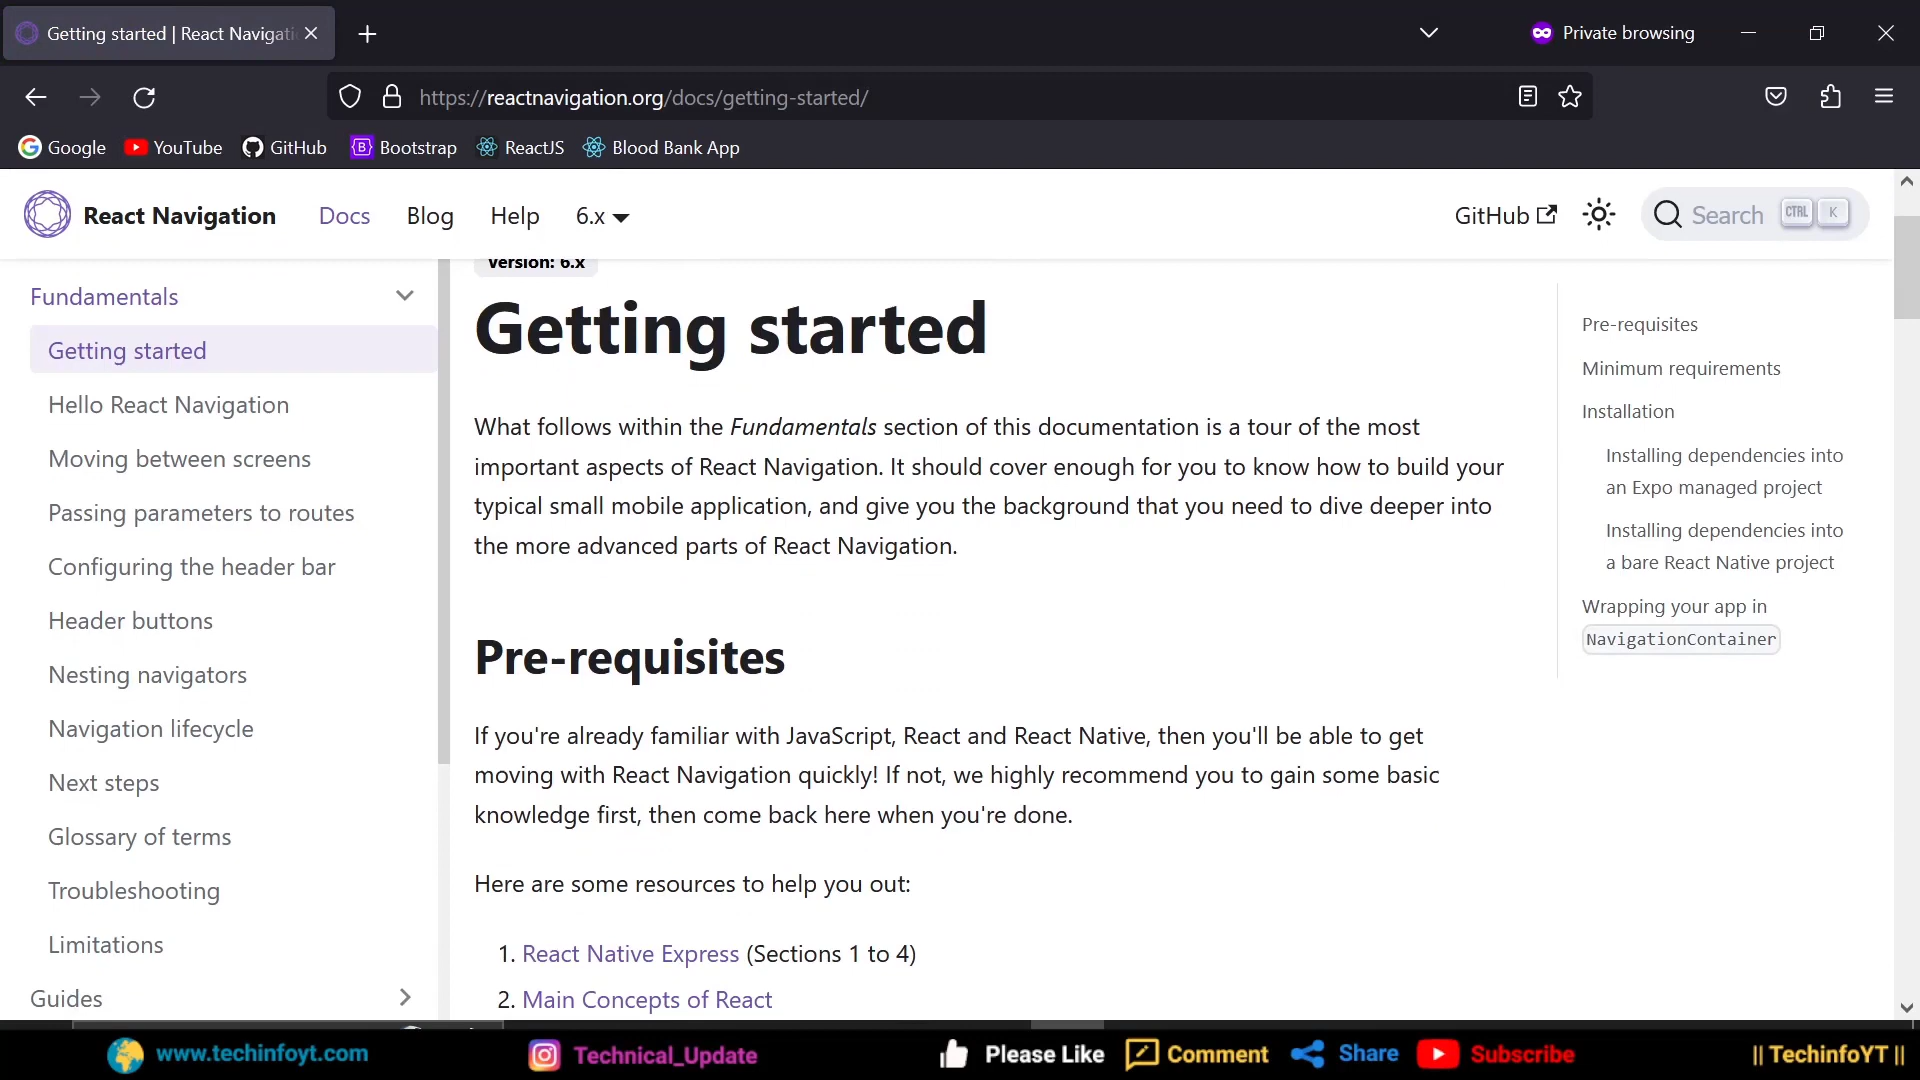 Getting started | React Navigati
Private browsing
https://reactnavigation.org/docs/getting-started/
Google
YouTube
GitHub
Bootstrap
ReactJS
Blood Bank App
React Navigation
Docs
Blog
Help
6.x
GitHub
Search
CTRL
K
Fundamentals
Getting started
Hello React Navigation
Moving between screens
Passing parameters to routes
Configuring the header bar
Header buttons
Nesting navigators
Navigation lifecycle
Next steps
Glossary of terms
Troubleshooting
Limitations
Guides
Version: 6.x
Getting started
What follows within the Fundamentals section of this documentation is a tour of the most
important aspects of React Navigation. It should cover enough for you to know how to build your
typical small mobile application, and give you the background that you need to dive deeper into
the more advanced parts of React Navigation.
Pre-requisites
If you're already familiar with JavaScript, React and React Native, then you'll be able to get
moving with React Navigation quickly! If not, we highly recommend you to gain some basic
knowledge first, then come back here when you're done.
Here are some resources to help you out:
1. React Native Express (Sections 1 to 4)
2. Main Concepts of React
Pre-requisites
Minimum requirements
Installation
Installing dependencies into
an Expo managed project
Installing dependencies into
a bare React Native project
Wrapping your app in
NavigationContainer
www.techinfoyt.com
Technical_Update
Please Like
Comment
Share
Subscribe
|| TechinfoYT ||